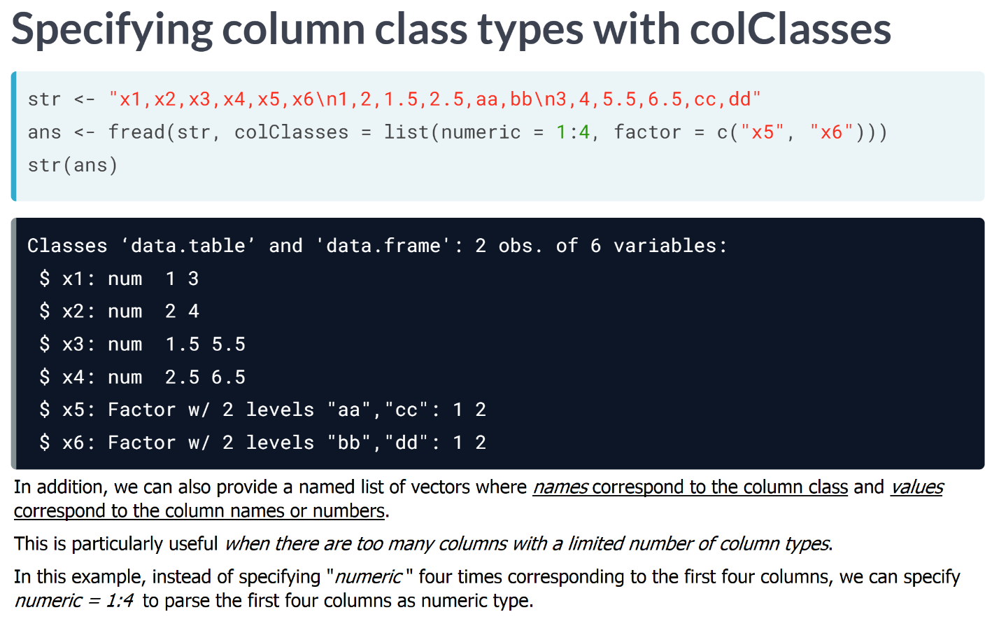 Specifying column class types with colClasses
str <- "x1,x2,x3,x4,x5,x6\n1,2,1.5,2.5,aa,bb\n3,4,5.5,6.5,cc,dd"
ans <- fread(str, colClasses = list(numeric = 1:4, factor = c("x5", "x6")))
str(ans)
Classes ‘data.table’ and 'data.frame': 2 obs. of 6 variables:
$ x1: num  1 3
$ x2: num  2 4
$ x3: num  1.5 5.5
$ x4: num  2.5 6.5
$ x5: Factor w/ 2 levels "aa","cc": 1 2
$ x6: Factor w/ 2 levels "bb","dd": 1 2
In addition, we can also provide a named list of vectors where names correspond to the column class and values
correspond to the column names or numbers.
This is particularly useful when there are too many columns with a limited number of column types.
In this example, instead of specifying "numeric" four times corresponding to the first four columns, we can specify
numeric = 1:4 to parse the first four columns as numeric type.